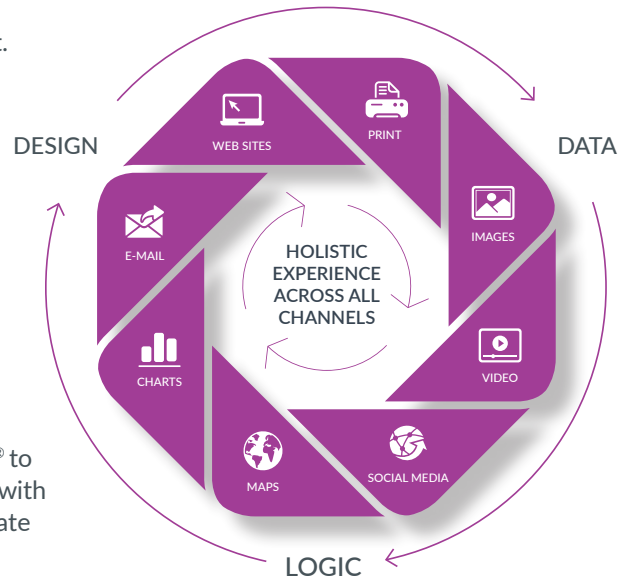 t.
DESIGN
DATA
WEB SITES
PRINT
IMAGES
VIDEO
SOCIAL MEDIA
MAPS
CHARTS
E-MAIL
HOLISTIC
EXPERIENCE
ACROSS ALL
CHANNELS
® to
with
ate
LOGIC